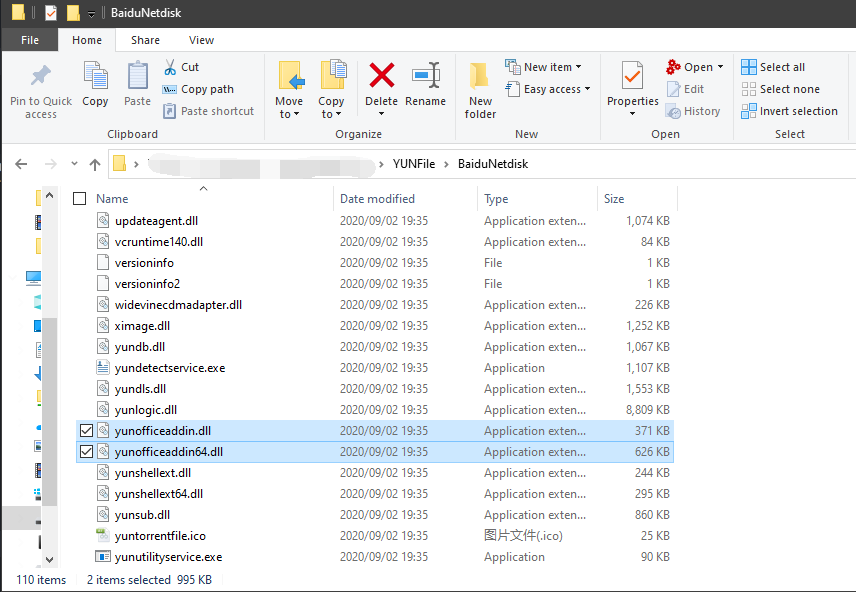 BaiduNetdisk
File Home Share View
Pin to Quick access
Copy
Paste
Cut
Copy path
Paste shortcut
Clipboard
Move to
Copy to
Delete
Rename
Organize
New folder
New item
Easy access
New
Properties
Open
Edit
History
Open
Select all
Select none
Invert selection
Select
YUNFile > BaiduNetdisk
Name Date modified Type Size
updateagent.dll 2020/09/02 19:35 Application exten... 1,074 KB
vcruntime140.dll 2020/09/02 19:35 Application exten... 84 KB
versioninfo 2020/09/02 19:35 File 1 KB
versioninfo2 2020/09/02 19:35 File 1 KB
widevinecdmadapter.dll 2020/09/02 19:35 Application exten... 226 KB
ximage.dll 2020/09/02 19:35 Application exten... 1,252 KB
yundb.dll 2020/09/02 19:35 Application exten... 1,067 KB
yundetectservice.exe 2020/09/02 19:35 Application 1,107 KB
yundls.dll 2020/09/02 19:35 Application exten... 1,553 KB
yunlogic.dll 2020/09/02 19:35 Application exten... 8,809 KB
yunofficeaddin.dll 2020/09/02 19:35 Application exten... 371 KB
yunofficeaddin64.dll 2020/09/02 19:35 Application exten... 626 KB
yunshellext.dll 2020/09/02 19:35 Application exten... 244 KB
yunshellext64.dll 2020/09/02 19:35 Application exten... 295 KB
yunsub.dll 2020/09/02 19:35 Application exten... 860 KB
yuntorrentfile.ico 2020/09/02 19:35 图片文件(.ico) 25 KB
yunutilityservice.exe 2020/09/02 19:35 Application 90 KB
110 items 2 items selected 995 KB